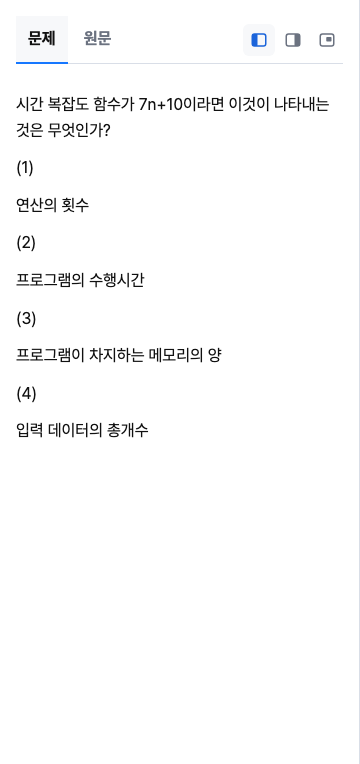 문제 원문
시간 복잡도 함수가 7n+10이라면 이것이 나타내는
것은 무엇인가?
(1)
연산의 횟수
(2)
프로그램의 수행시간
(3)
프로그램이 차지하는 메모리의 양
(4)
입력 데이터의 총개수